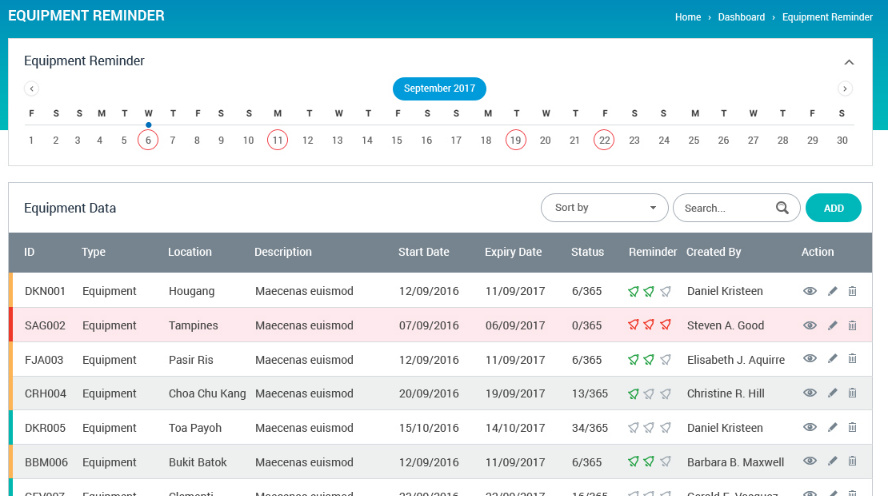 EQUIPMENT REMINDER
Home › Dashboard › Equipment Reminder
Equipment Reminder
September 2017
F S S M T W T F S S M T W T F S S M T W T F S S M T W T F S
1 2 3 4 5 6 7 8 9 10 11 12 13 14 15 16 17 18 19 20 21 22 23 24 25 26 27 28 29 30
Equipment Data
Sort by
Search...
ADD
ID Type Location Description Start Date Expiry Date Status Reminder Created By Action
DKN001 Equipment Hougang Maecenas euismod 12/09/2016 11/09/2017 6/365 Daniel Kristeen
SAG002 Equipment Tampines Maecenas euismod 07/09/2016 06/09/2017 0/365 Steven A. Good
FJA003 Equipment Pasir Ris Maecenas euismod 12/09/2016 11/09/2017 6/365 Elisabeth J. Aquirre
CRH004 Equipment Choa Chu Kang Maecenas euismod 20/09/2016 19/09/2017 13/365 Christine R. Hill
DKR005 Equipment Toa Payoh Maecenas euismod 15/10/2016 14/10/2017 34/365 Daniel Kristeen
BBM006 Equipment Bukit Batok Maecenas euismod 12/09/2016 11/09/2017 6/365 Barbara B. Maxwell
Equipment Clementi Maecenas euismod 16/365